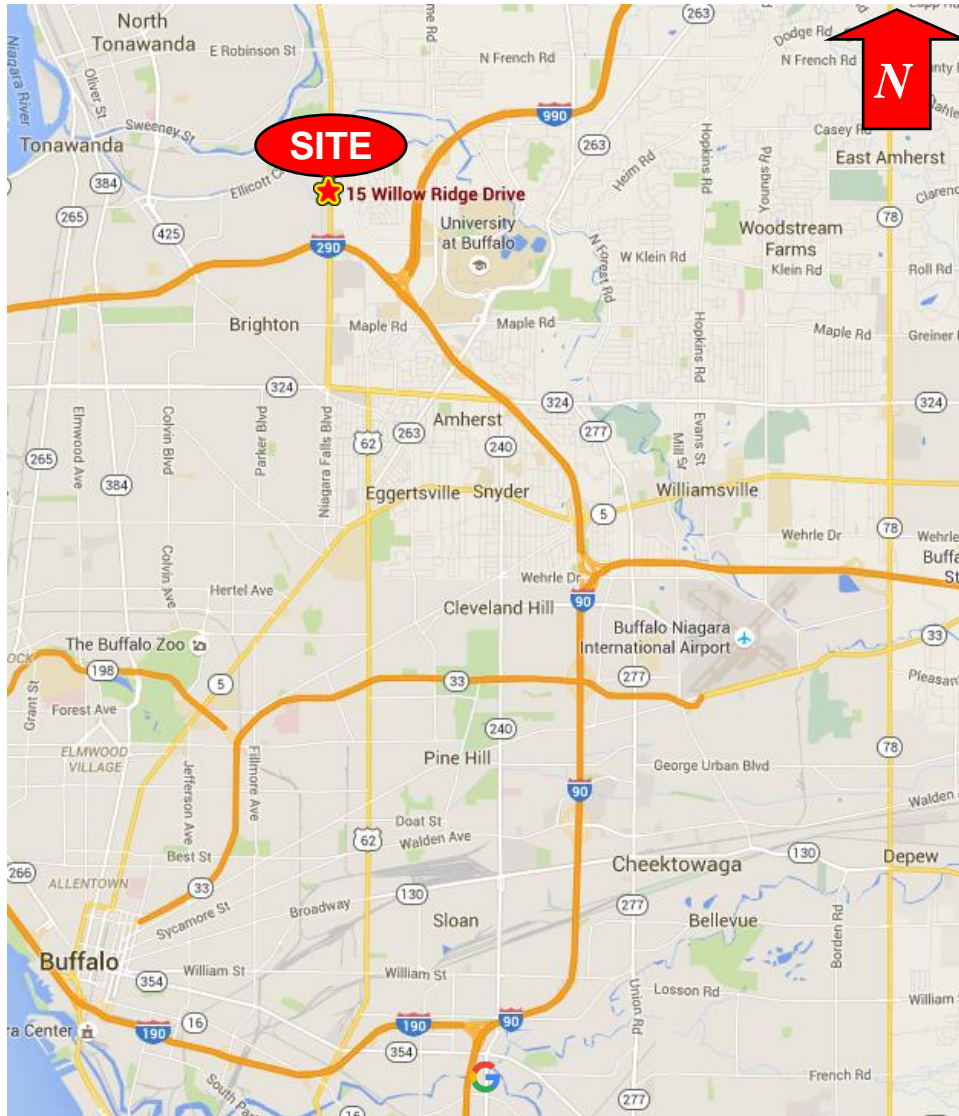 North
Tonawanda
E Robinson St
N French Rd
Dodge Rd
N French Rd
N
Niagara River
Oliver St
990
263
Sweeney St
Tonawanda
SITE
Heim Rd
Hopkins Rd
Youngs Rd
Casey Rd
East Amherst
384
Ellicott
15 Willow Ridge Drive
265
425
University
at Buffalo
78
Woodstream
Farms
290
N Forest Rd
W Klein Rd
Klein Rd
Roll Rd
Brighton
Maple Rd
Maple Rd
Hopkins Rd
Maple Rd
Greiner
324
324
324
Elmwood Ave
Colvin Blvd
Parker Blvd
Niagara Falls Blvd
62
263
Amherst
240
277
Evans St
Mill St
265
384
Eggertsville
Snyder
Williamsville
5
78
Wehrle Dr
Wehrle
Colvin Ave
Hertel Ave
Wehrle Dr
90
Cleveland Hill
Buffalo Niagara
International Airport
33
The Buffalo Zoo
198
5
33
277
Grant St
Forest Ave
ELMWOOD
VILLAGE
Jefferson Ave
Fillmore Ave
240
Pine Hill
78
George Urban Blvd
90
Walden
Doat St
Walden Ave
62
Best St
266
ALLENTOWN
33
Cheektowaga
130
Depew
130
Sycamore St
Broadway
Sloan
277
Bellevue
Borden Rd
Buffalo
354
William St
William St
Losson Rd
William
Union Rd
190
16
190
90
354
French Rd
277
16